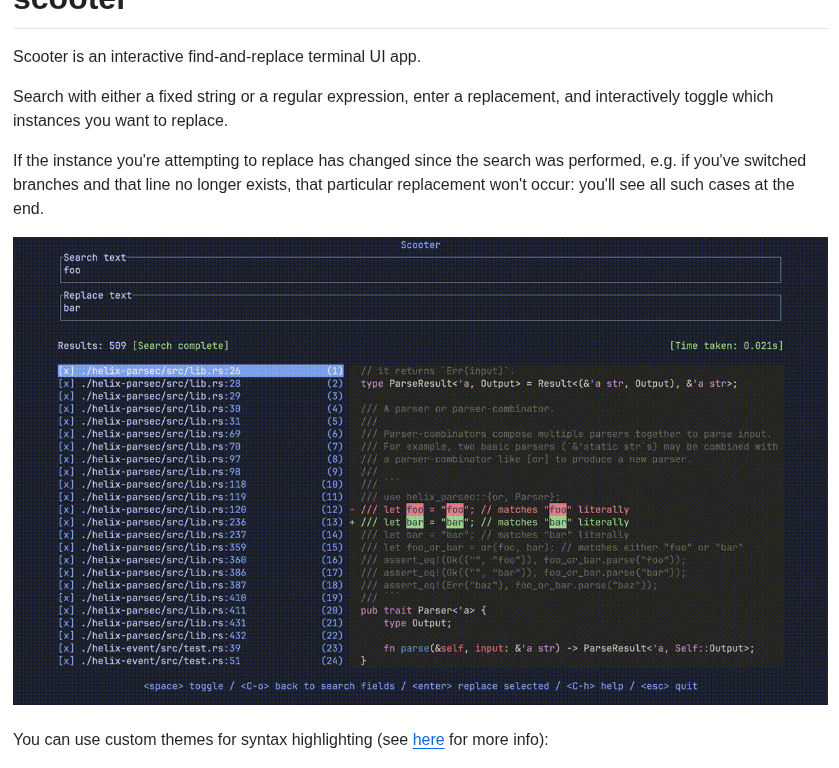 scooter
Scooter is an interactive find-and-replace terminal UI app.
Search with either a fixed string or a regular expression, enter a replacement, and interactively toggle which
instances you want to replace.
If the instance you're attempting to replace has changed since the search was performed, e.g. if you've switched
branches and that line no longer exists, that particular replacement won't occur: you'll see all such cases at the
end.
Scooter
Search text
foo
Replace text
bar
Results: 509 [Search complete] [Time taken: 0.021s]
[x] ./helix-parsec/src/lib.rs:26 (1) // it returns `Err(input)`.
[x] ./helix-parsec/src/lib.rs:28 (2) type ParseResult<'a, Output> = Result<(&'a str, Output), &'a str>;
[x] ./helix-parsec/src/lib.rs:29 (3)
[x] ./helix-parsec/src/lib.rs:30 (4) /// A parser or parser-combinator.
[x] ./helix-parsec/src/lib.rs:31 (5) ///
[x] ./helix-parsec/src/lib.rs:69 (6) /// Parser-combinators compose multiple parsers together to parse input.
[x] ./helix-parsec/src/lib.rs:70 (7) /// For example, two basic parsers (`&'static str`s) may be combined with
[x] ./helix-parsec/src/lib.rs:97 (8) /// a parser-combinator like [or] to produce a new parser.
[x] ./helix-parsec/src/lib.rs:98 (9) ///
[x] ./helix-parsec/src/lib.rs:118 (10) /// ```
[x] ./helix-parsec/src/lib.rs:119 (11) /// use helix_parsec::{or, Parser};
[x] ./helix-parsec/src/lib.rs:120 (12) - /// let foo = "foo"; // matches "foo" literally
[x] ./helix-parsec/src/lib.rs:236 (13) + /// let bar = "bar"; // matches "bar" literally
[x] ./helix-parsec/src/lib.rs:237 (14) /// let bar = "bar"; // matches "bar" literally
[x] ./helix-parsec/src/lib.rs:359 (15) /// let foo_or_bar = or(foo, bar); // matches either "foo" or "bar"
[x] ./helix-parsec/src/lib.rs:360 (16) /// assert_eq!(Ok(("", "foo")), foo_or_bar.parse("foo"));
[x] ./helix-parsec/src/lib.rs:386 (17) /// assert_eq!(Ok(("", "bar")), foo_or_bar.parse("bar"));
[x] ./helix-parsec/src/lib.rs:387 (18) /// assert_eq!(Err("baz"), foo_or_bar.parse("baz"));
[x] ./helix-parsec/src/lib.rs:410 (19) /// ```
[x] ./helix-parsec/src/lib.rs:411 (20) pub trait Parser<'a> {
[x] ./helix-parsec/src/lib.rs:431 (21) type Output;
[x] ./helix-parsec/src/lib.rs:432 (22)
[x] ./helix-event/src/test.rs:39 (23) fn parse(&self, input: &'a str) -> ParseResult<'a, Self::Output>;
[x] ./helix-event/src/test.rs:51 (24) }
<space> toggle / <C-o> back to search fields / <enter> replace selected / <C-h> help / <esc> quit
You can use custom themes for syntax highlighting (see here for more info):